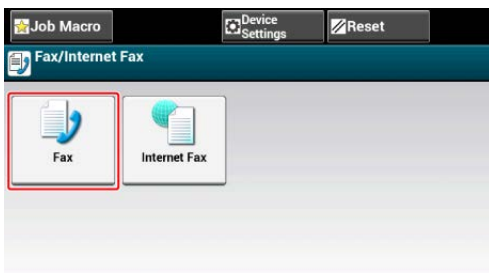 Job Macro
Device
Settings
Reset
Fax/Internet Fax
Fax
Internet Fax